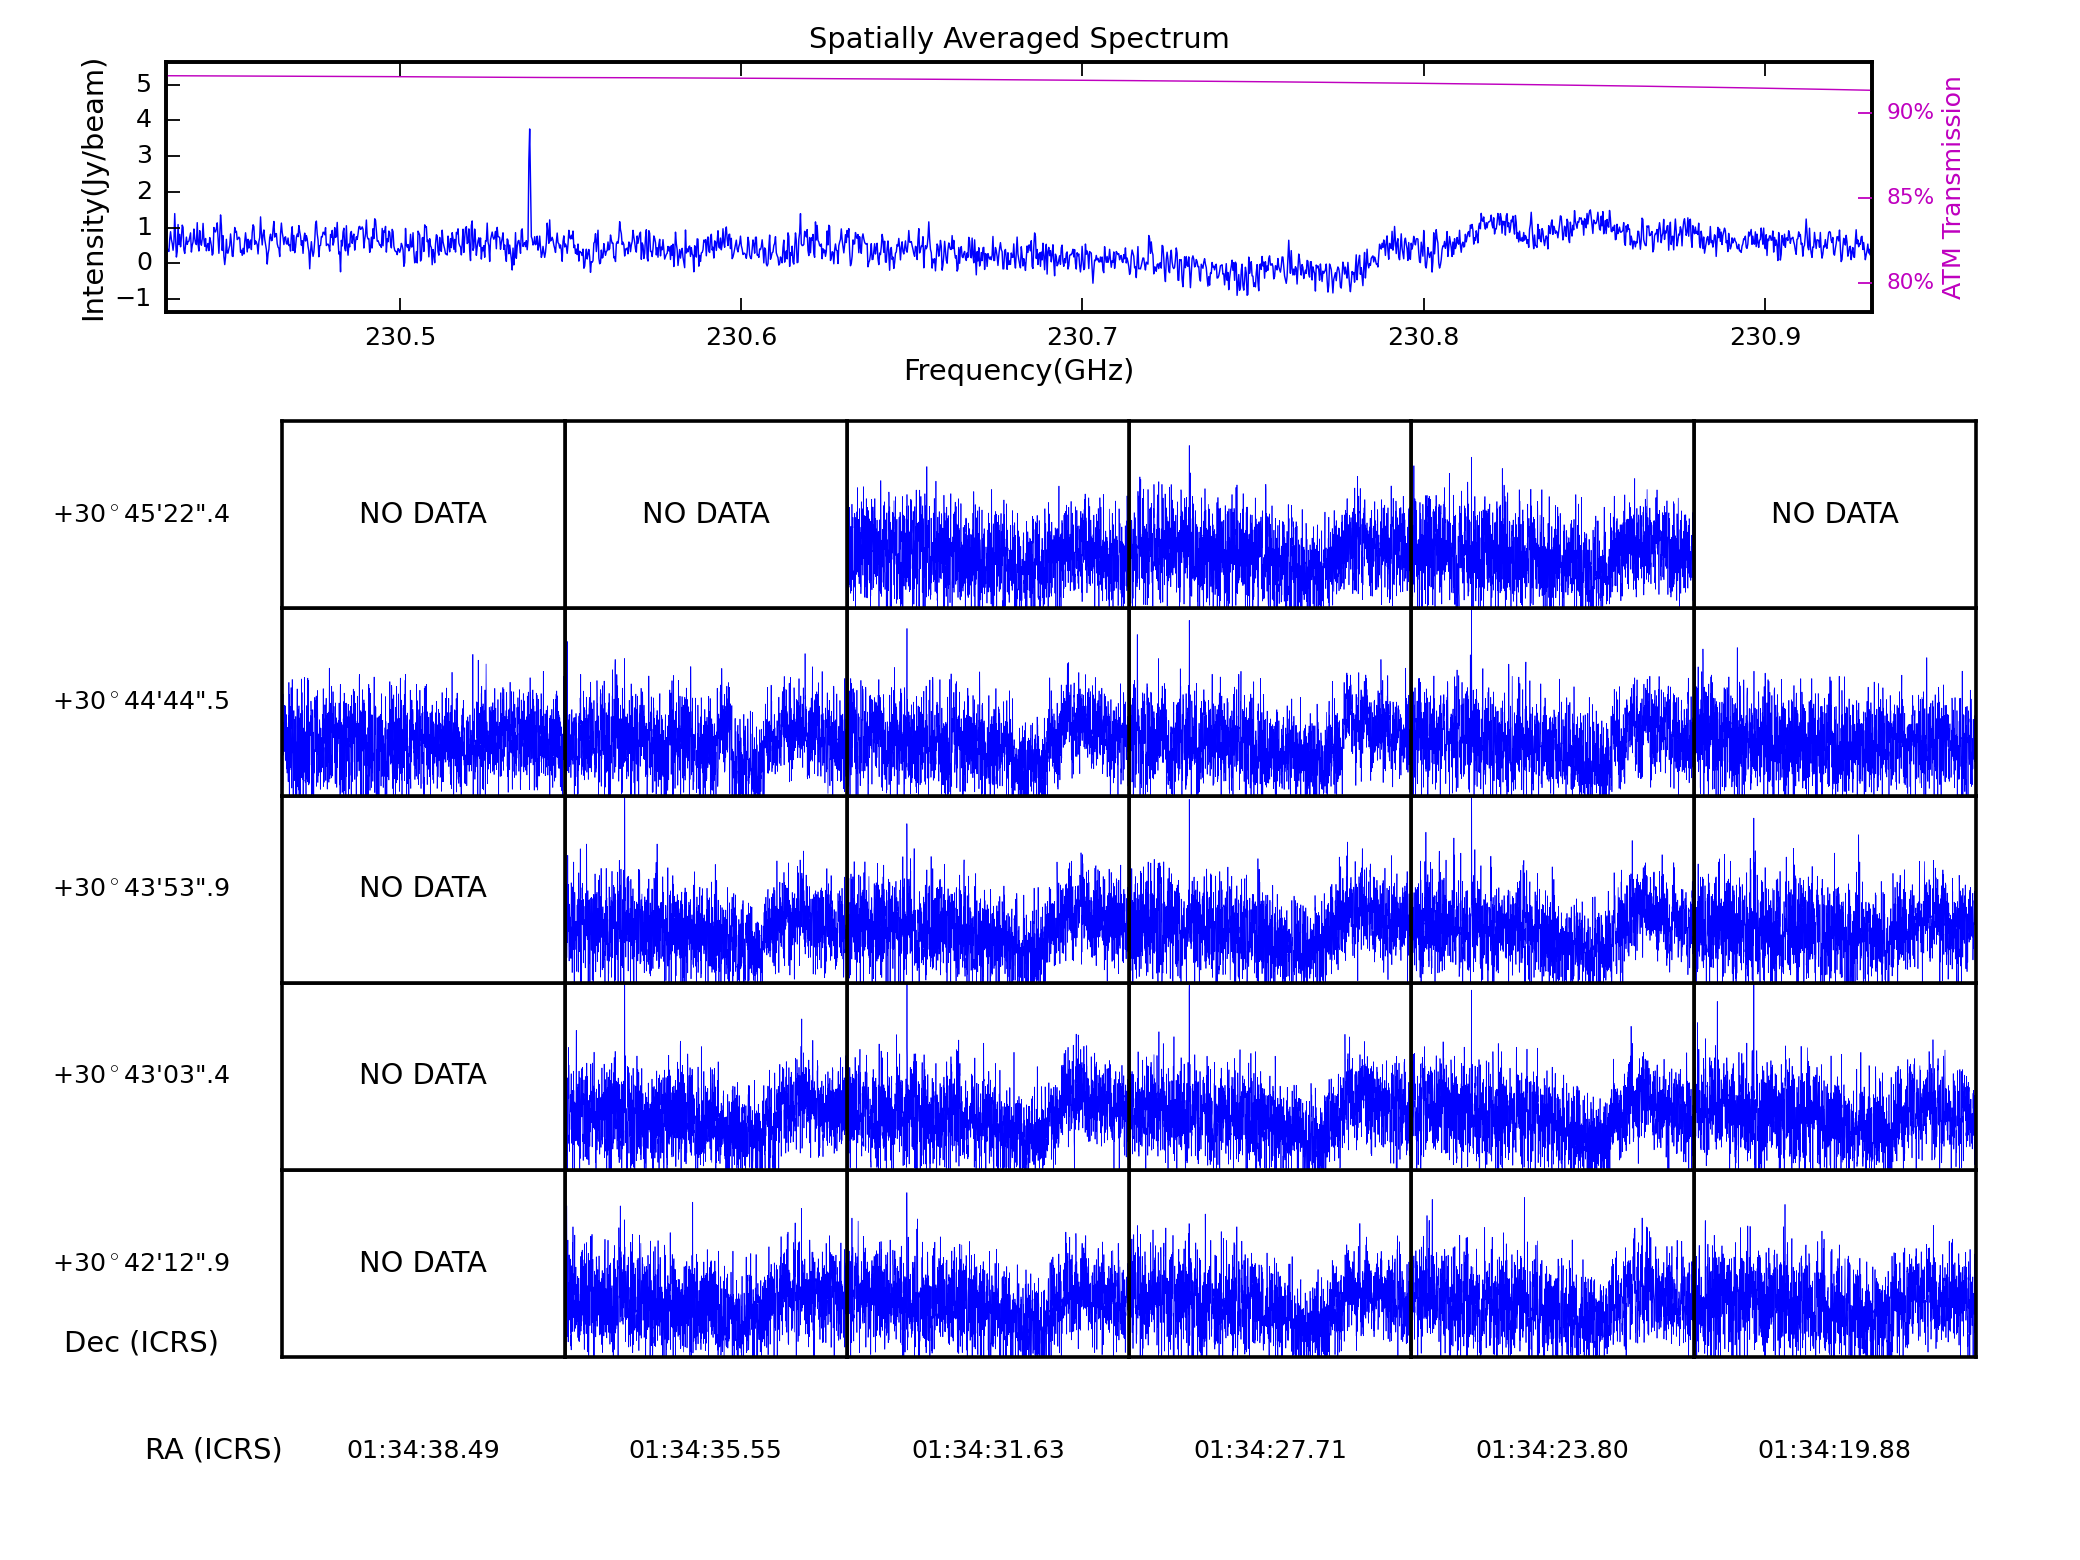 Spatially Averaged Spectrum
Intensity(Jy/beam)
5
4
3
2
1
0
−1
90%
85%
80%
ATM Transmission
230.5 230.6 230.7 230.8 230.9
Frequency(GHz)
+30°45'22".4 NO DATA NO DATA NO DATA
+30°44'44".5
+30°43'53".9 NO DATA
+30°43'03".4 NO DATA
+30°42'12".9 NO DATA
Dec (ICRS)
RA (ICRS) 01:34:38.49 01:34:35.55 01:34:31.63 01:34:27.71 01:34:23.80 01:34:19.88